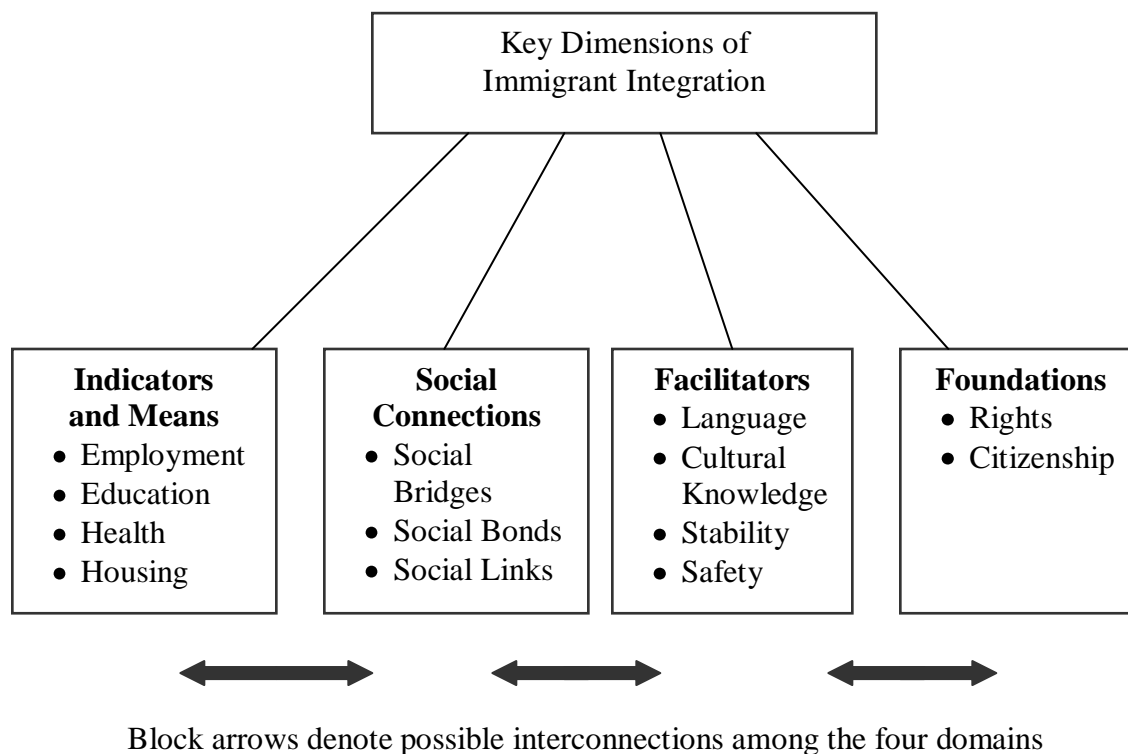 Key Dimensions of
Immigrant Integration
Indicators
and Means
• Employment
• Education
• Health
• Housing
Social
Connections
• Social
Bridges
• Social Bonds
• Social Links
Facilitators
• Language
• Cultural
Knowledge
• Stability
• Safety
Foundations
• Rights
• Citizenship
Block arrows denote possible interconnections among the four domains